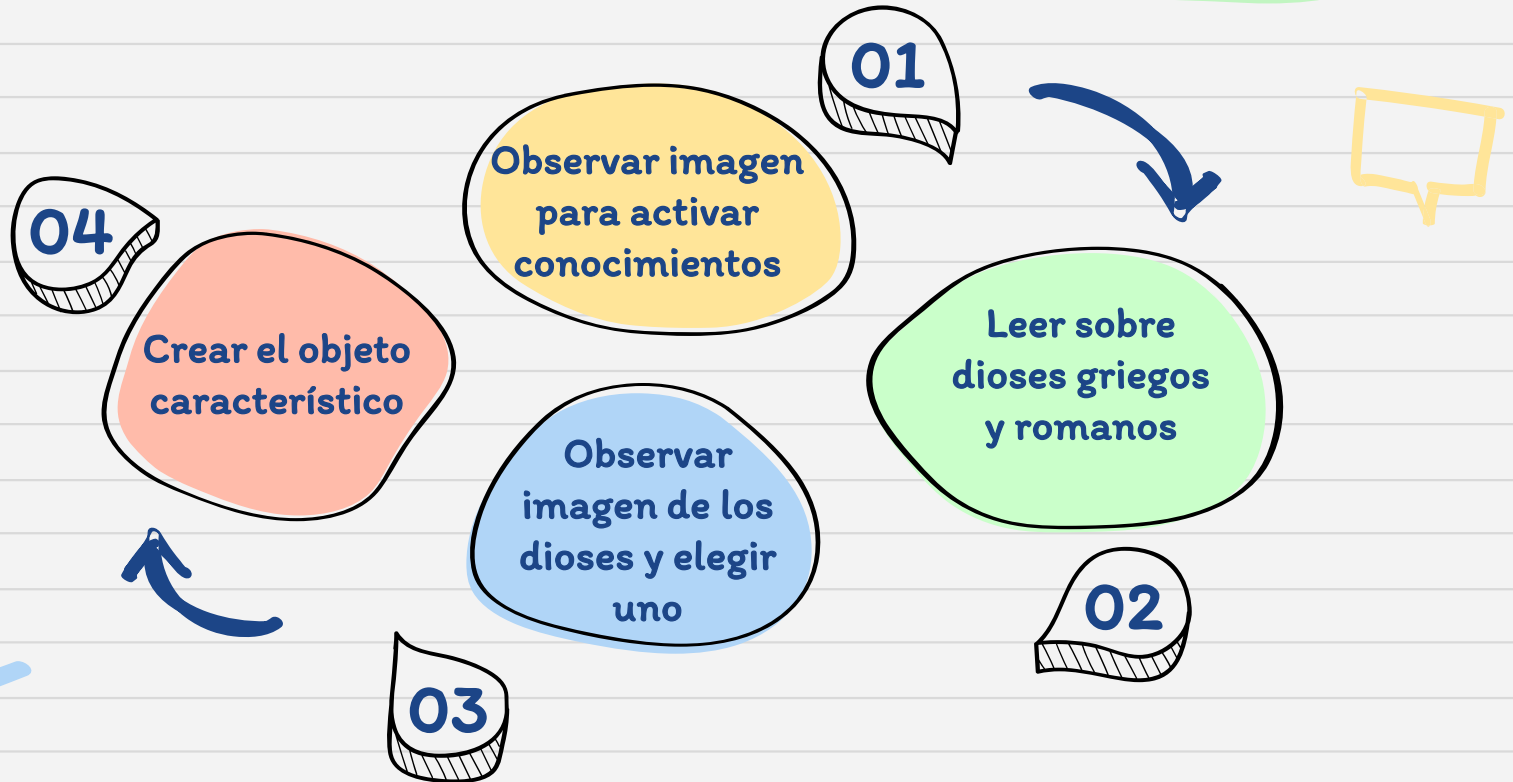 01
Observar imagen
para activar
conocimientos
02
Leer sobre
dioses griegos
y romanos
03
Observar
imagen de los
dioses y elegir
uno
04
Crear el objeto
característico